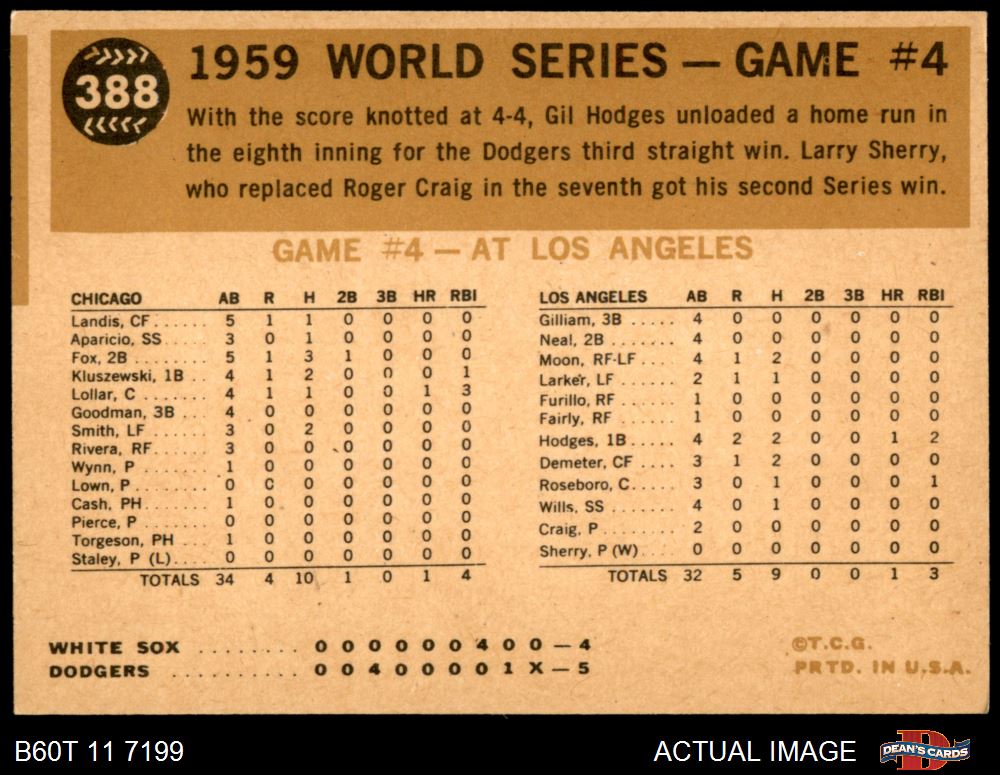 388
1959 WORLD SERIES — GAME #4
With the score knotted at 4-4, Gil Hodges unloaded a home run in
the eighth inning for the Dodgers third straight win. Larry Sherry,
who replaced Roger Craig in the seventh got his second Series win.
GAME #4 — AT LOS ANGELES
CHICAGO AB R H 2B 3B HR RBI
Landis, CF...... 5 1 1 0 0 0 0
Aparicio, SS..... 3 0 1 0 0 0 0
Fox, 2B ........ 5 1 3 1 0 0 0
Kluszewski, 1B .. 4 1 2 0 0 0 1
Lollar, C ....... 4 1 1 0 0 1 3
Goodman, 3B ... 4 0 0 0 0 0 0
Smith, LF ....... 3 0 2 0 0 0 0
Rivera, RF....... 3 0 0 0 0 0 0
Wynn, P ........ 1 0 0 0 0 0 0
Lown, P ........ 0 0 0 0 0 0 0
Cash, PH........ 1 0 0 0 0 0 0
Pierce, P ....... 0 0 0 0 0 0 0
Torgeson, PH ... 1 0 0 0 0 0 0
Staley, P (L).... 0 0 0 0 0 0 0
TOTALS 34 4 10 1 0 1 4
LOS ANGELES AB R H 2B 3B HR RBI
Gilliam, 3B ..... 4 0 0 0 0 0 0
Neal, 2B ....... 4 0 0 0 0 0 0
Moon, RF-LF .... 4 1 2 0 0 0 0
Larker, LF ...... 2 1 1 0 0 0 0
Furillo, RF ...... 1 0 0 0 0 0 0
Fairly, RF ...... 1 0 0 0 0 0 0
Hodges, 1B..... 4 2 2 0 0 1 2
Demeter, CF .... 3 1 2 0 0 0 0
Roseboro, C..... 3 0 1 0 0 0 1
Wills, SS ....... 4 0 1 0 0 0 0
Craig, P ........ 2 0 0 0 0 0 0
Sherry, P (W)... 0 0 0 0 0 0 0
TOTALS 32 5 9 0 0 1 3
WHITE SOX ......... 0 0 0 0 0 0 4 0 0 — 4
DODGERS ........... 0 0 4 0 0 0 0 1 X — 5
©T.C.G.
PRTD. IN U.S.A.
B60T 11 7199
ACTUAL IMAGE
DEAN'S CARDS